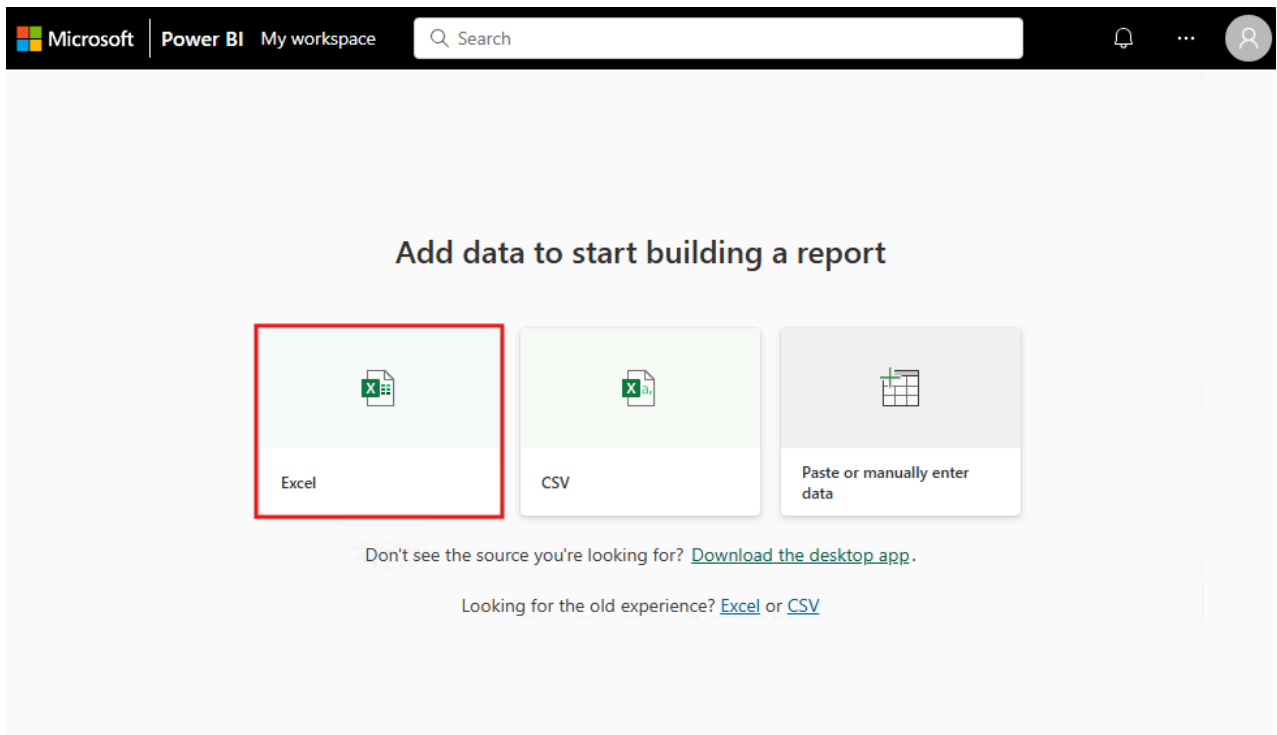 Microsoft Power BI My workspace Search
Add data to start building a report
Excel
CSV
Paste or manually enter
data
Don't see the source you're looking for? Download the desktop app.
Looking for the old experience? Excel or CSV